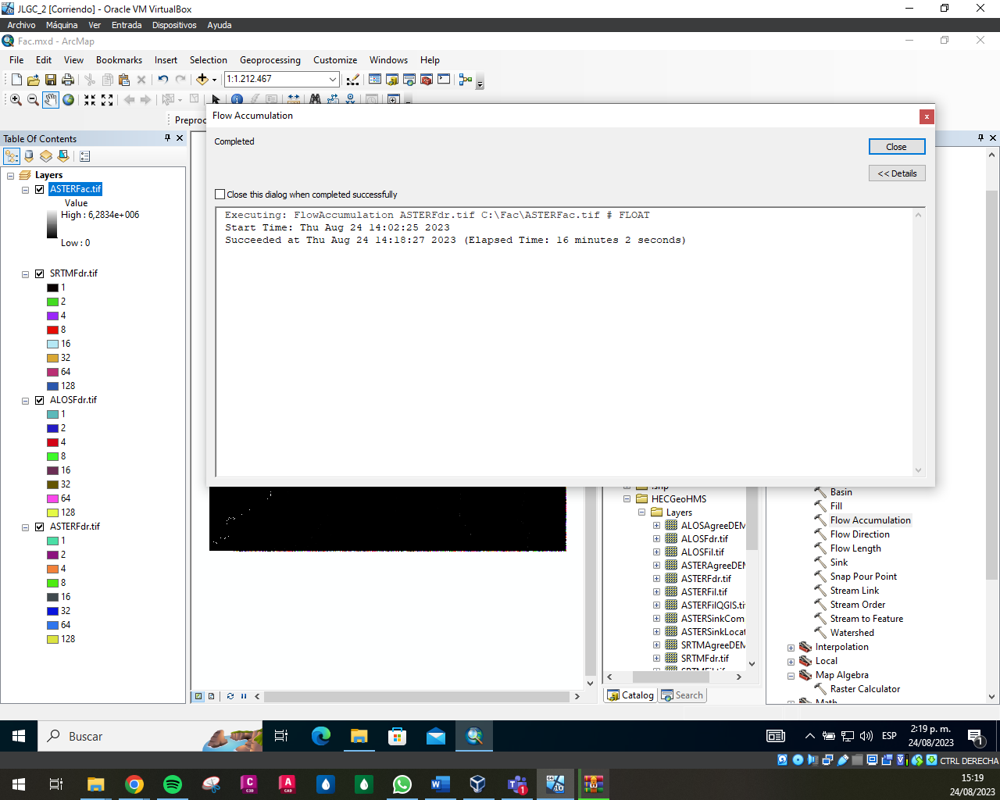 JLGC_2 [Corriendo] - Oracle VM VirtualBox
Archivo Máquina Ver Entrada Dispositivos Ayuda
Fac.mxd - ArcMap
File Edit View Bookmarks Insert Selection Geoprocessing Customize Windows Help
1:1.212.467
Preproc
Flow Accumulation
Completed
Close
<< Details
Close this dialog when completed successfully
Executing: FlowAccumulation ASTERFdr.tif C:\Fac\ASTERFac.tif # FLOAT
Start Time: Thu Aug 24 14:02:25 2023
Succeeded at Thu Aug 24 14:18:27 2023 (Elapsed Time: 16 minutes 2 seconds)
Table Of Contents
Layers
ASTERFac.tif
Value
High : 6,2834e+006
Low : 0
SRTMFdr.tif
1
2
4
8
16
32
64
128
ALOSFdr.tif
1
2
4
8
16
32
64
128
ASTERFdr.tif
1
2
4
8
16
32
64
128
HECGeoHMS
Layers
ALOSAgreeDEM
ALOSFdr.tif
ALOSFil.tif
ASTERAgreeDEM
ASTERFdr.tif
ASTERFil.tif
ASTERFilQGIS.tif
ASTERSinkCom
ASTERSinkLocat
SRTMAgreeDEM
SRTMFdr.tif
SRTMFil.tif
Catalog Search
Basin
Fill
Flow Accumulation
Flow Direction
Flow Length
Sink
Snap Pour Point
Stream Link
Stream Order
Stream to Feature
Watershed
Interpolation
Local
Map Algebra
Raster Calculator
Math
Buscar
ESP
2:19 p. m.
24/08/2023
1
CTRL DERECHA
15:19
24/08/2023